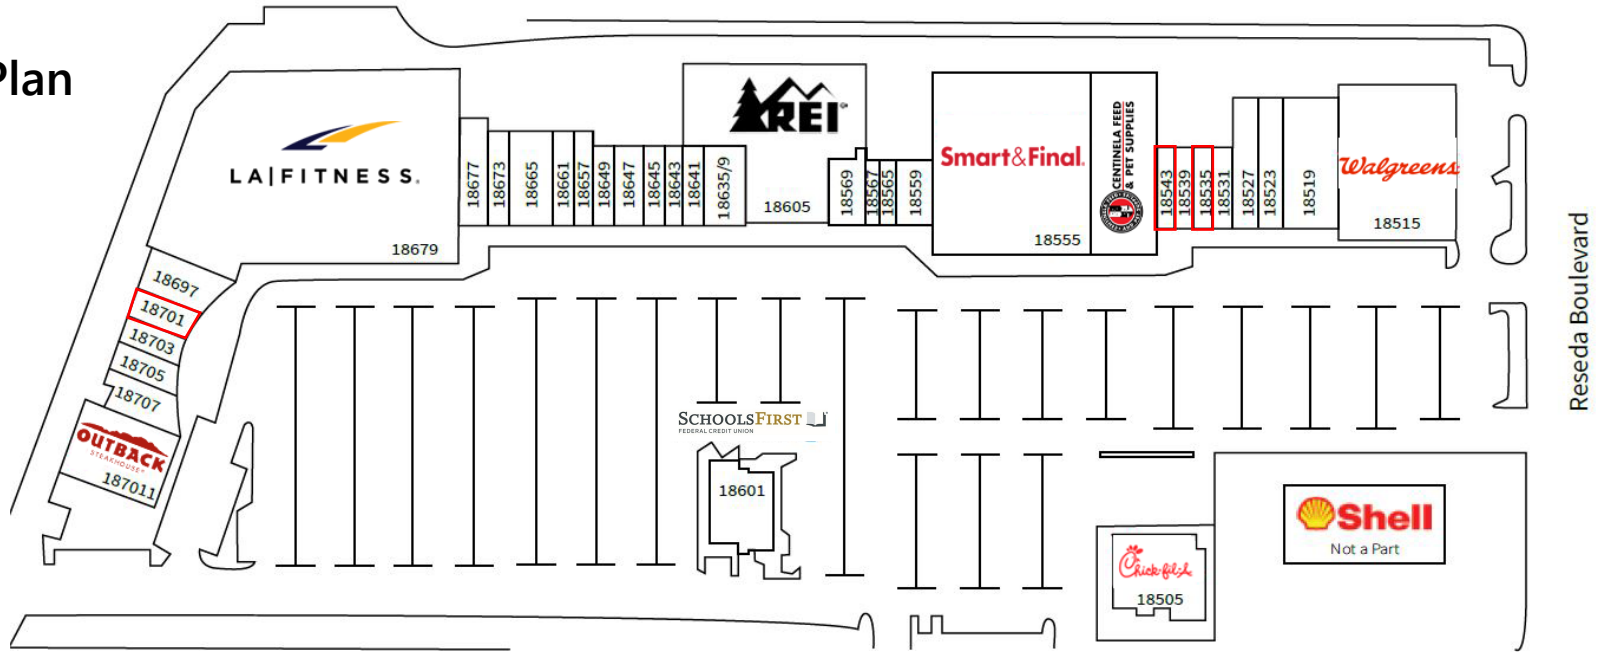 Plan
LA|FITNESS.
18679
18677
18673
18665
18661
18657
18649
18647
18645
18643
18641
18635/9
REI
18605
18569
18567
18565
18559
Smart&Final.
18555
CENTINELA FEED
& PET SUPPLIES
18543
18539
18535
18531
18527
18523
18519
Walgreens
18515
Reseda Boulevard
18697
18701
18703
18705
18707
OUTBACK
STEAKHOUSE
187011
SCHOOLSFIRST
FEDERAL CREDIT UNION
18601
Shell
Not a Part
Chick-fil-A
18505